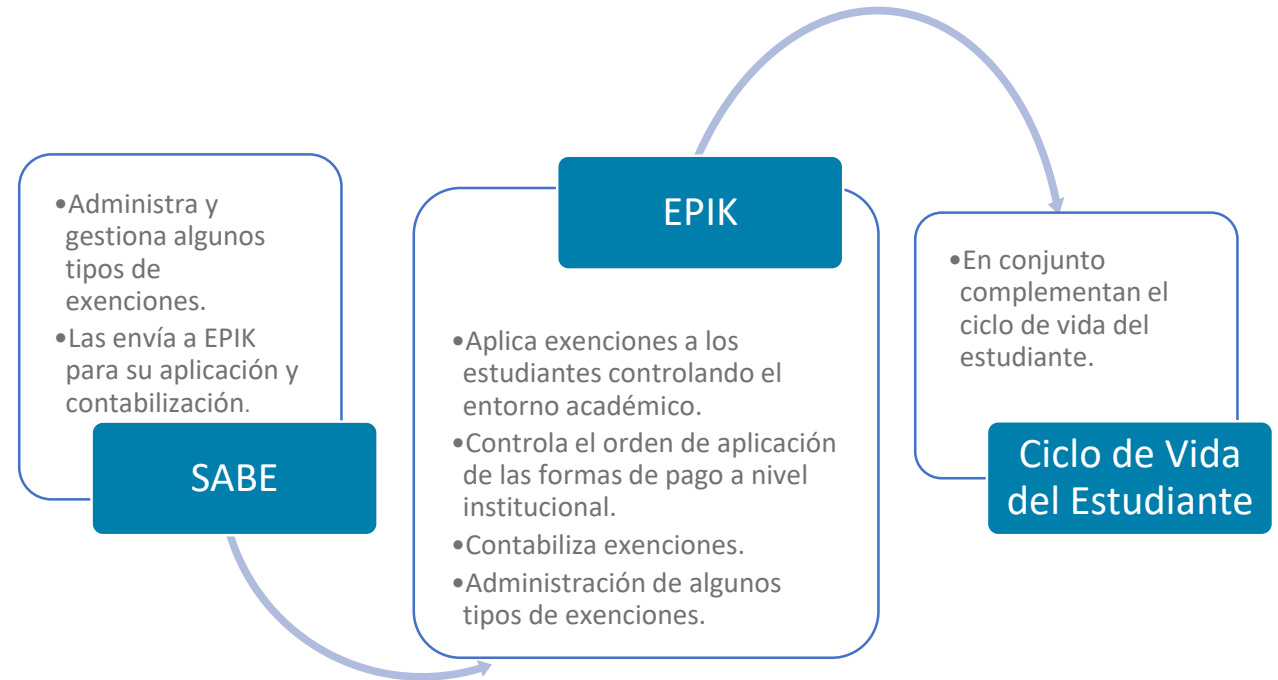 •Administra y
gestiona algunos
tipos de
exenciones.
•Las envía a EPIK
para su aplicación y
contabilización.
SABE
EPIK
•Aplica exenciones a los
estudiantes controlando el
entorno académico.
•Controla el orden de aplicación
de las formas de pago a nivel
institucional.
•Contabiliza exenciones.
•Administración de algunos
tipos de exenciones.
•En conjunto
complementan el
ciclo de vida del
estudiante.
Ciclo de Vida
del Estudiante